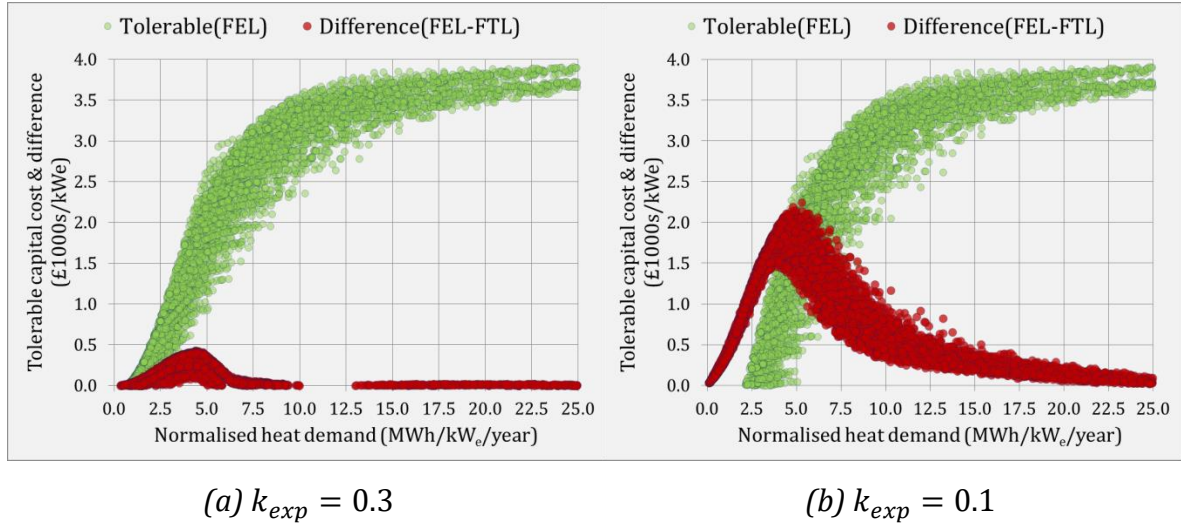 Tolerable(FEL) Difference(FEL-FTL)
Tolerable capital cost & difference
(£1000s/kWe)
4.0
3.5
3.0
2.5
2.0
1.5
1.0
0.5
0.0
0.0 2.5 5.0 7.5 10.0 12.5 15.0 17.5 20.0 22.5 25.0
Normalised heat demand (MWh/kWₑ/year)
(a) k_exp = 0.3
Tolerable(FEL) Difference(FEL-FTL)
Tolerable capital cost & difference
(£1000s/kWe)
4.0
3.5
3.0
2.5
2.0
1.5
1.0
0.5
0.0
0.0 2.5 5.0 7.5 10.0 12.5 15.0 17.5 20.0 22.5 25.0
Normalised heat demand (MWh/kWₑ/year)
(b) k_exp = 0.1